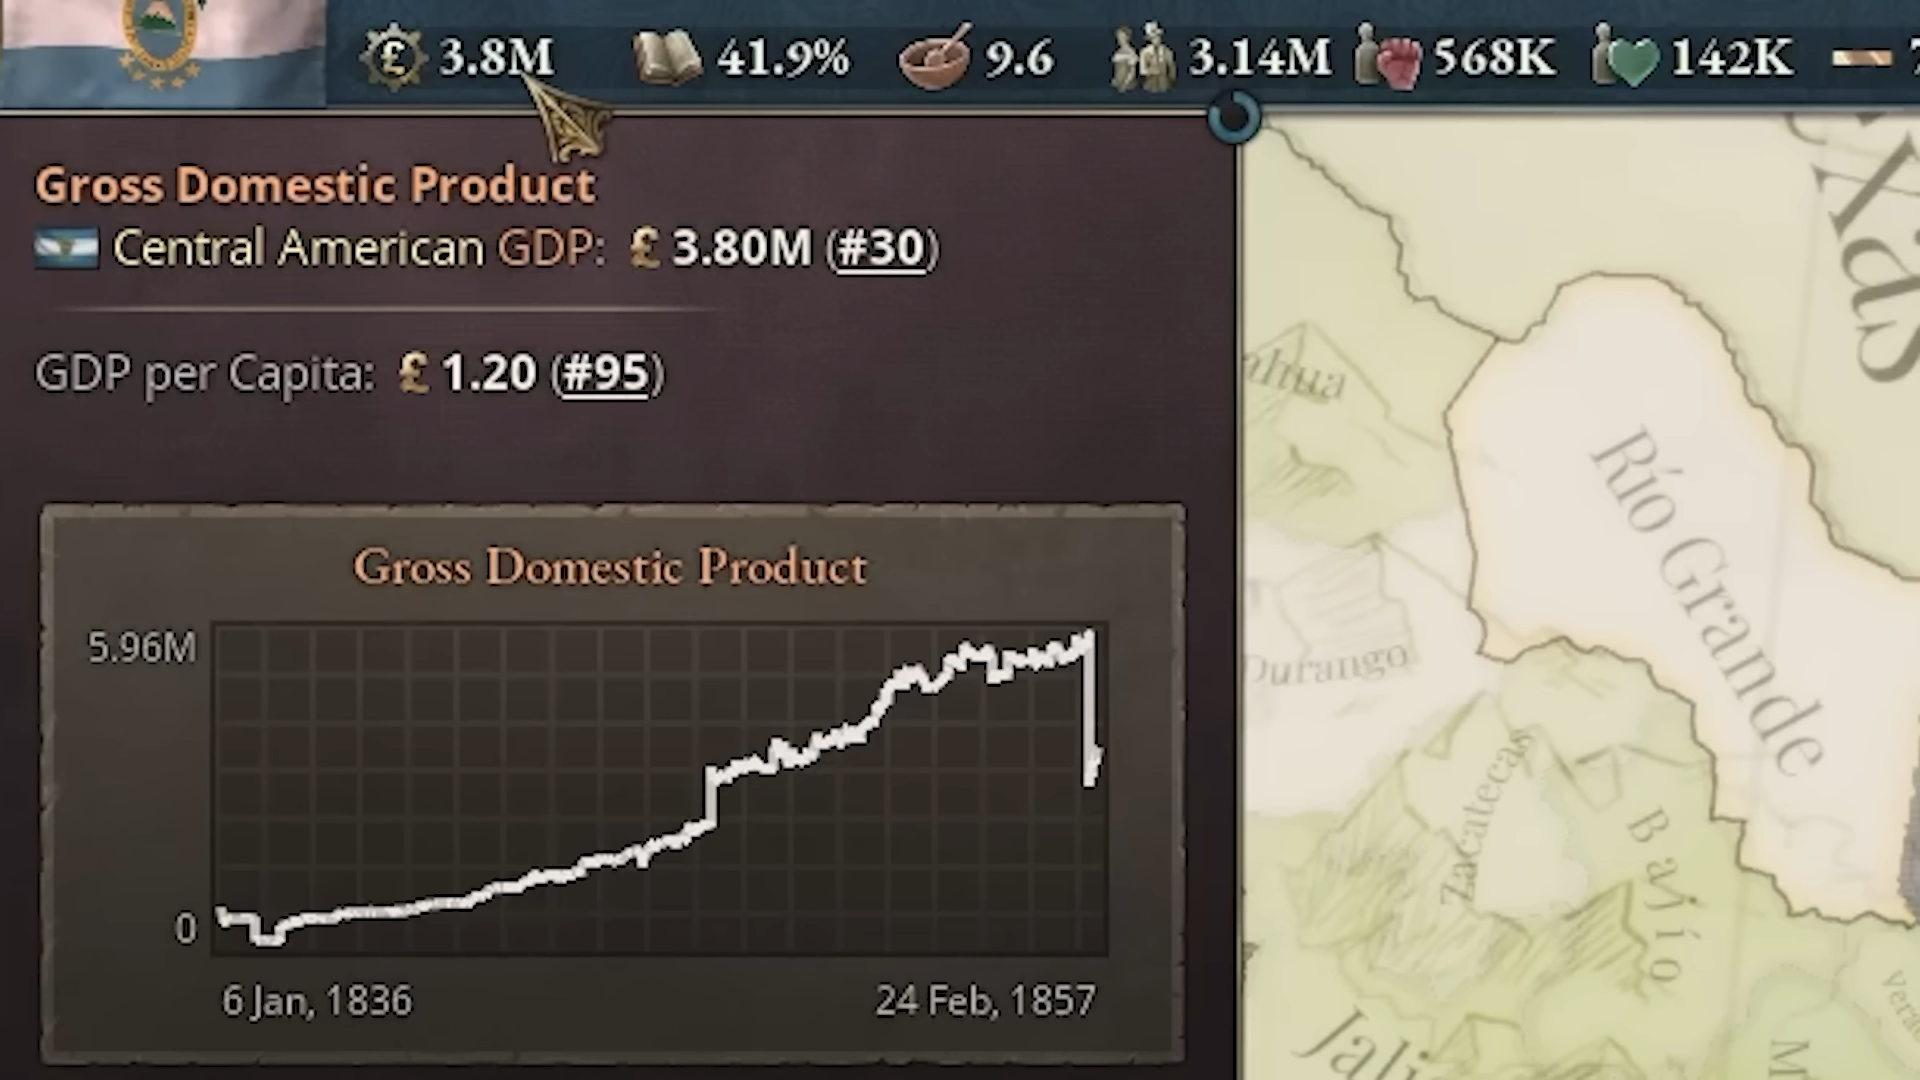 £ 3.8M 41.9% 9.6 3.14M 568K 142K
Gross Domestic Product
Central American GDP: £ 3.80M (#30)
GDP per Capita: £ 1.20 (#95)
Gross Domestic Product
5.96M
0
6 Jan, 1836 24 Feb, 1857
Río Grande
Durango
Zacatecas
Bajío